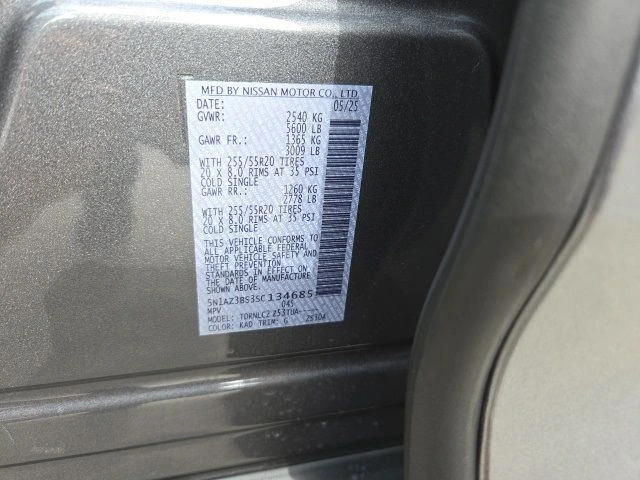 MFD BY NISSAN MOTOR CO., LTD.
DATE: 05/25
GVWR: 2540 KG
5600 LB
GAWR FR.: 1365 KG
3009 LB
WITH 255/55R20 TIRES
20 X 8.0 RIMS AT 35 PSI
COLD SINGLE
GAWR RR.: 1260 KG
2778 LB
WITH 255/55R20 TIRES
20 X 8.0 RIMS AT 35 PSI
COLD SINGLE
THIS VEHICLE CONFORMS TO
ALL APPLICABLE FEDERAL
MOTOR VEHICLE SAFETY AND
THEFT PREVENTION
STANDARDS IN EFFECT ON
THE DATE OF MANUFACTURE
SHOWN ABOVE.
5N1AZ3BS3SC134685
MPV 045
MODEL: TDRNLC2 Z53TUA
COLOR: KAD TRIM: G